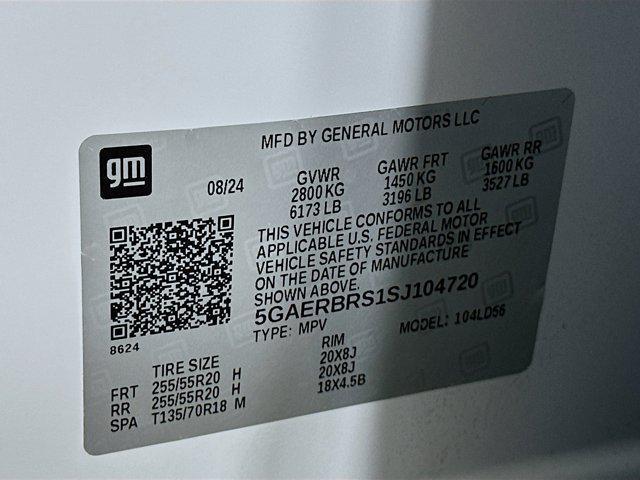 MFD BY GENERAL MOTORS LLC
gm
08/24
GVWR GAWR FRT GAWR RR
2800 KG 1450 KG 1600 KG
6173 LB 3196 LB 3527 LB
THIS VEHICLE CONFORMS TO ALL
APPLICABLE U.S. FEDERAL MOTOR
VEHICLE SAFETY STANDARDS IN EFFECT
ON THE DATE OF MANUFACTURE
SHOWN ABOVE.
5GAERBRS1SJ104720
TYPE: MPV MODEL: 104LD56
8624
TIRE SIZE RIM
FRT 255/55R20 H 20X8J
RR 255/55R20 H 20X8J
SPA T135/70R18 M 18X4.5B